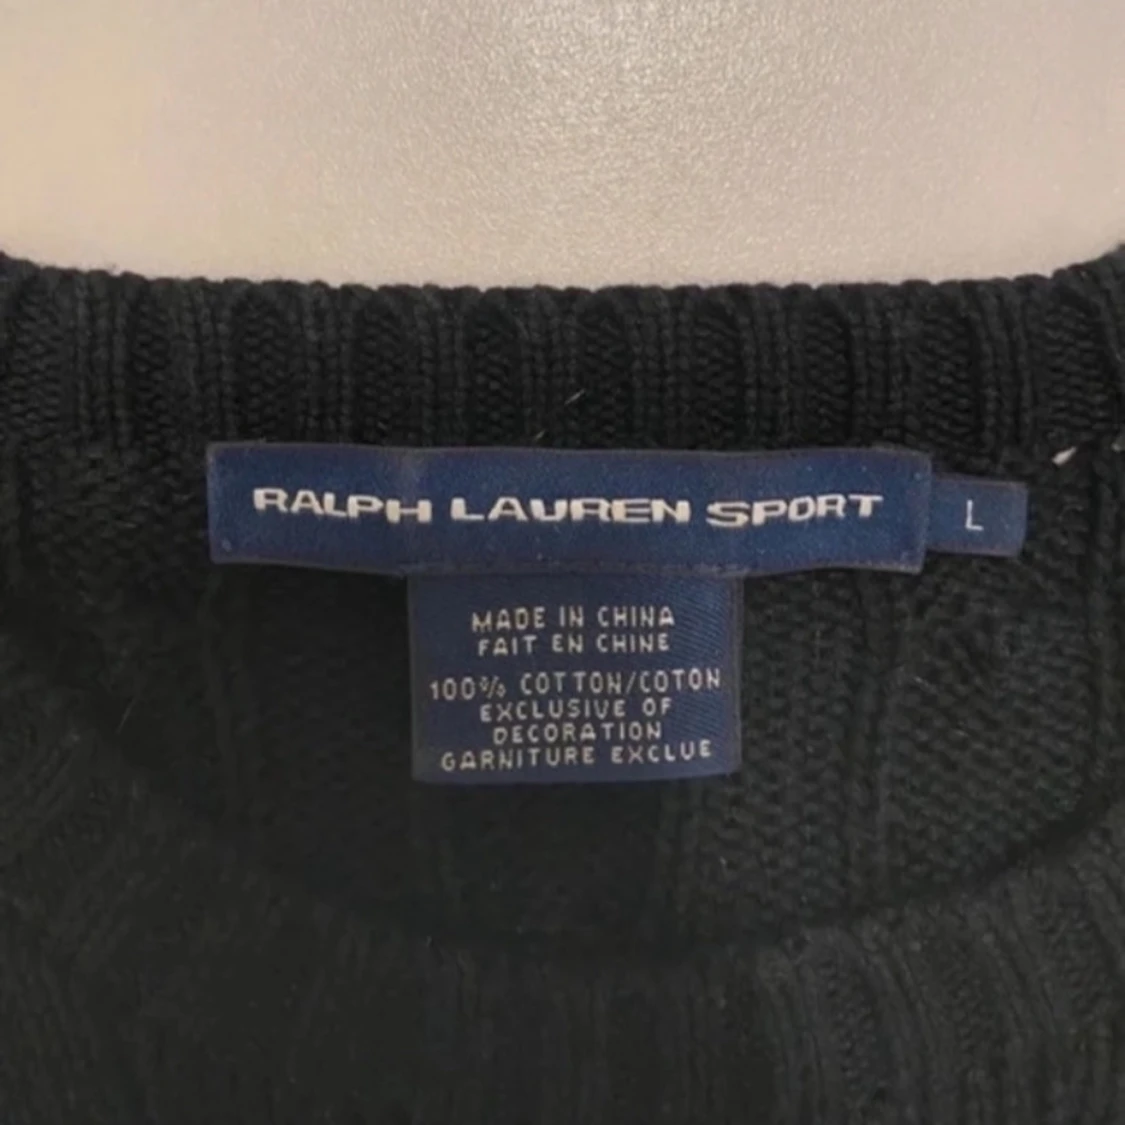 RALPH LAUREN SPORT
L
MADE IN CHINA
FAIT EN CHINE
100% COTTON/COTON
EXCLUSIVE OF
DECORATION
GARNITURE EXCLUE